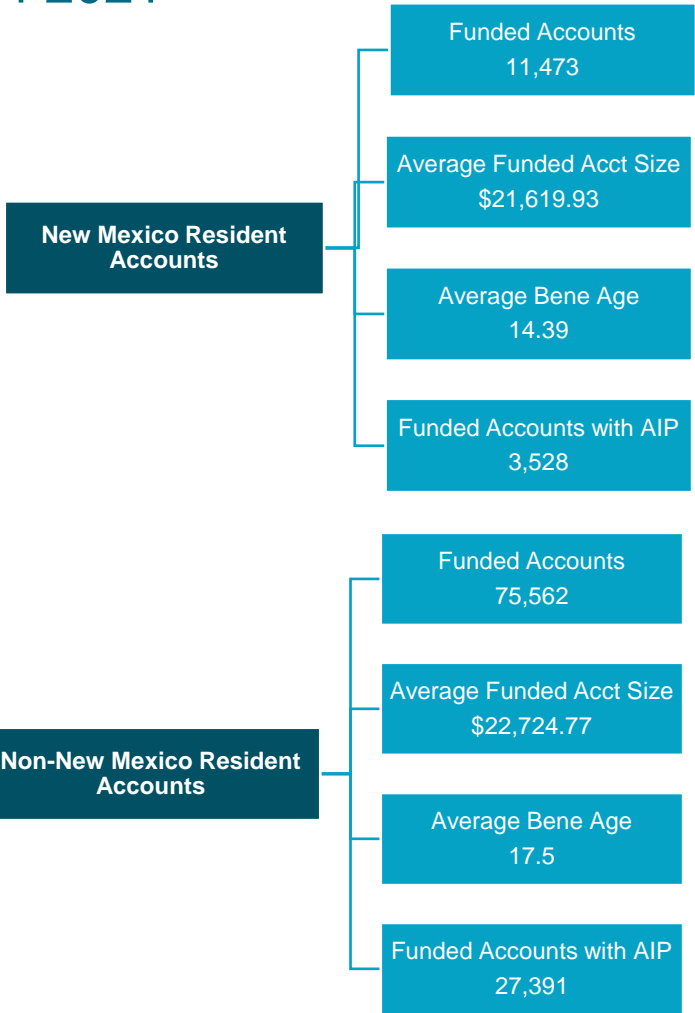 Funded Accounts
11,473
Average Funded Acct Size
$21,619.93
New Mexico Resident
Accounts
Average Bene Age
14.39
Funded Accounts with AIP
3,528
Funded Accounts
75,562
Average Funded Acct Size
$22,724.77
Non-New Mexico Resident
Accounts
Average Bene Age
17.5
Funded Accounts with AIP
27,391